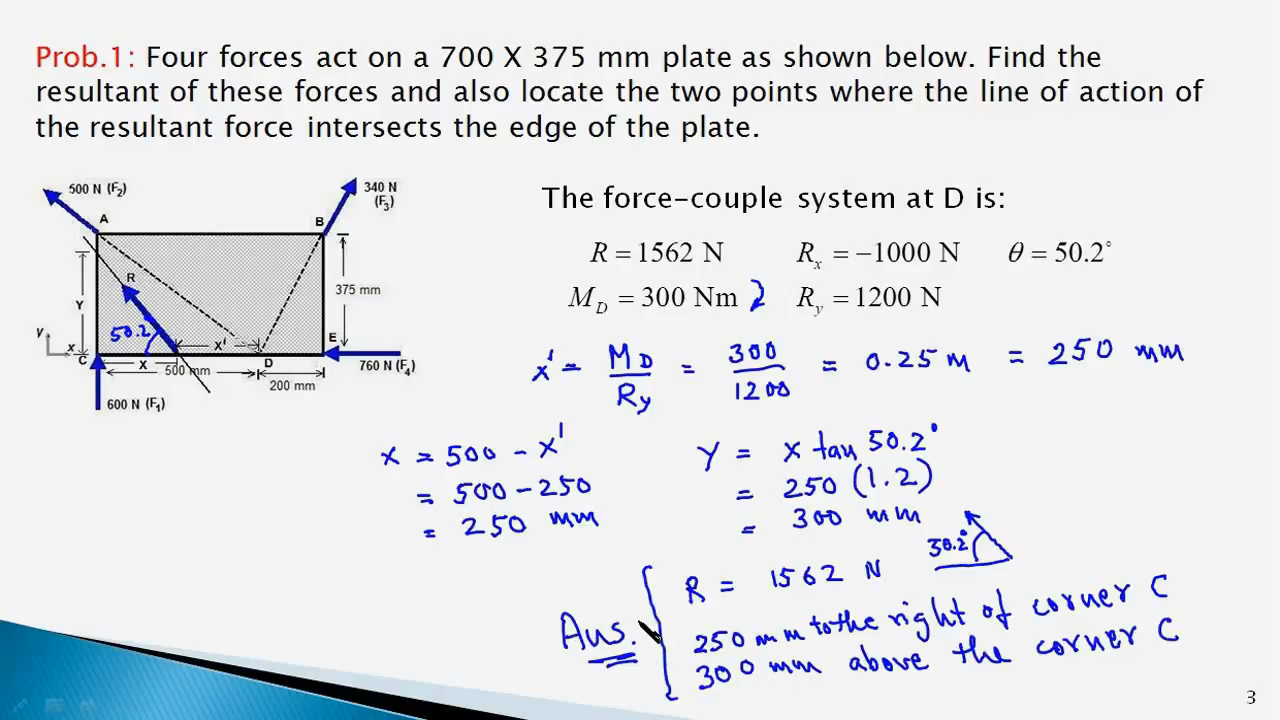 Prob.1: Four forces act on a 700 X 375 mm plate as shown below. Find the
resultant of these forces and also locate the two points where the line of action of
the resultant force intersects the edge of the plate.
500 N (F₂)
340 N
(F₃)
A
B
R
Y
50.2
375 mm
Y
X
C
X
X'
D
E
500 mm
200 mm
760 N (F₄)
600 N (F₁)
The force-couple system at D is:
R = 1562 N Rₓ = −1000 N θ = 50.2°
M_D = 300 Nm R_y = 1200 N
x' = M_D / R_y = 300 / 1200 = 0.25 m = 250 mm
x = 500 - x'
= 500 - 250
= 250 mm
Y = x tan 50.2°
= 250 (1.2)
= 300 mm
50.2°
Ans.
R = 1562 N
250 mm to the right of corner C
300 mm above the corner C
3